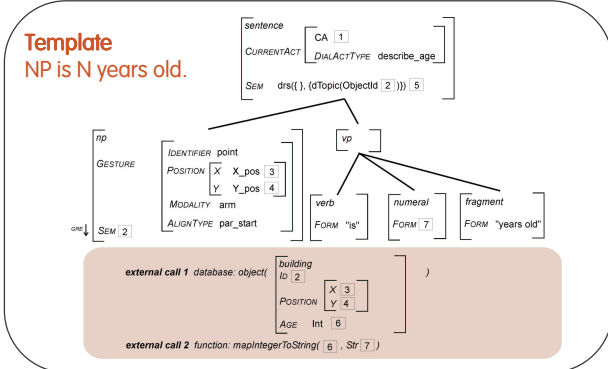 Template
NP is N years old.
sentence
CURRENTACT
CA 1
DIALACTTYPE describe_age
SEM drs({ }, {dTopic(ObjectId 2 )}) 5
np
GESTURE
IDENTIFIER point
POSITION X X_pos 3
Y Y_pos 4
MODALITY arm
ALIGNTYPE par_start
GRE SEM 2
vp
verb
FORM "is"
numeral
FORM 7
fragment
FORM "years old"
external call 1 database: object( building )
ID 2
POSITION X 3
Y 4
AGE Int 6
external call 2 function: mapIntegerToString( 6 , Str 7 )